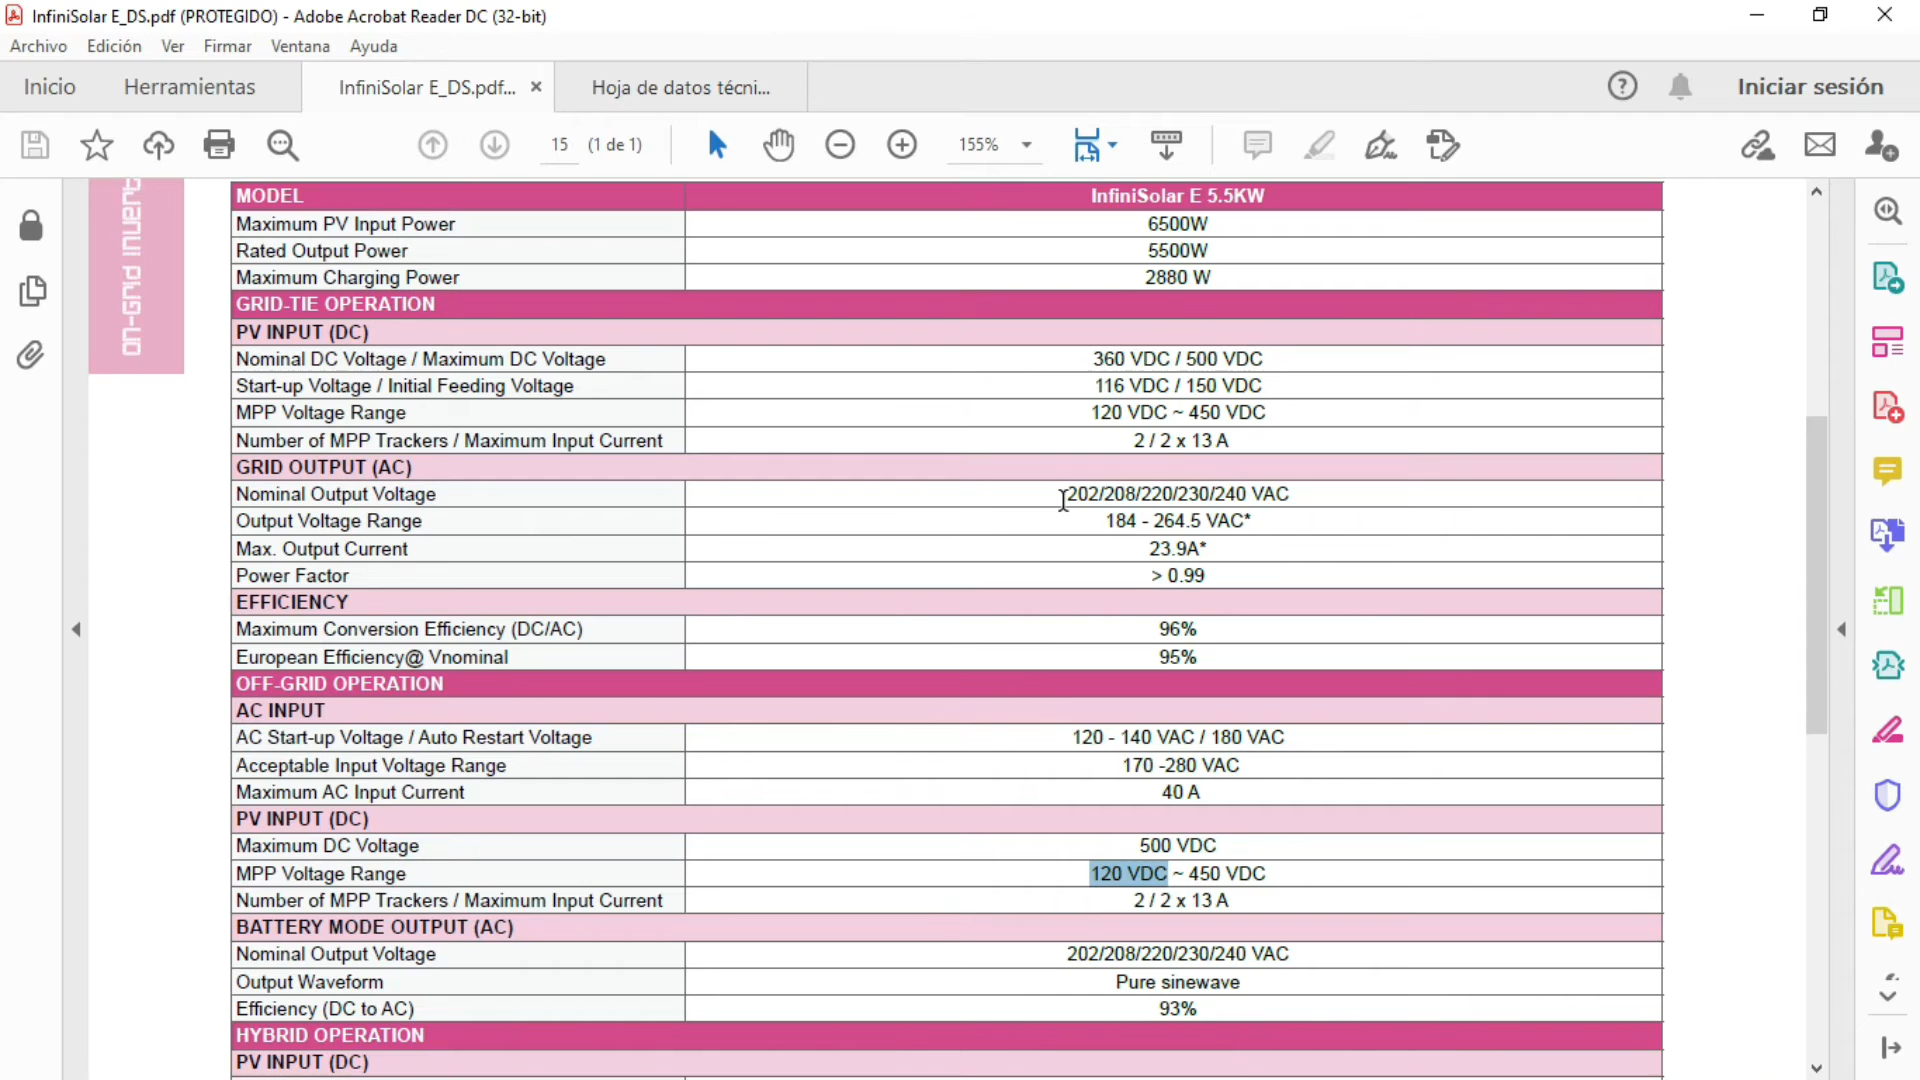 InfiniSolar E_DS.pdf (PROTEGIDO) - Adobe Acrobat Reader DC (32-bit)
Archivo Edición Ver Firmar Ventana Ayuda
Inicio Herramientas InfiniSolar E_DS.pdf... × Hoja de datos técni... Iniciar sesión
15 (1 de 1) 155%
MODEL InfiniSolar E 5.5KW
Maximum PV Input Power 6500W
Rated Output Power 5500W
Maximum Charging Power 2880 W
GRID-TIE OPERATION
PV INPUT (DC)
Nominal DC Voltage / Maximum DC Voltage 360 VDC / 500 VDC
Start-up Voltage / Initial Feeding Voltage 116 VDC / 150 VDC
MPP Voltage Range 120 VDC ~ 450 VDC
Number of MPP Trackers / Maximum Input Current 2 / 2 x 13 A
GRID OUTPUT (AC)
Nominal Output Voltage 202/208/220/230/240 VAC
Output Voltage Range 184 - 264.5 VAC*
Max. Output Current 23.9A*
Power Factor > 0.99
EFFICIENCY
Maximum Conversion Efficiency (DC/AC) 96%
European Efficiency@ Vnominal 95%
OFF-GRID OPERATION
AC INPUT
AC Start-up Voltage / Auto Restart Voltage 120 - 140 VAC / 180 VAC
Acceptable Input Voltage Range 170 -280 VAC
Maximum AC Input Current 40 A
PV INPUT (DC)
Maximum DC Voltage 500 VDC
MPP Voltage Range 120 VDC ~ 450 VDC
Number of MPP Trackers / Maximum Input Current 2 / 2 x 13 A
BATTERY MODE OUTPUT (AC)
Nominal Output Voltage 202/208/220/230/240 VAC
Output Waveform Pure sinewave
Efficiency (DC to AC) 93%
HYBRID OPERATION
PV INPUT (DC)
on-Grid